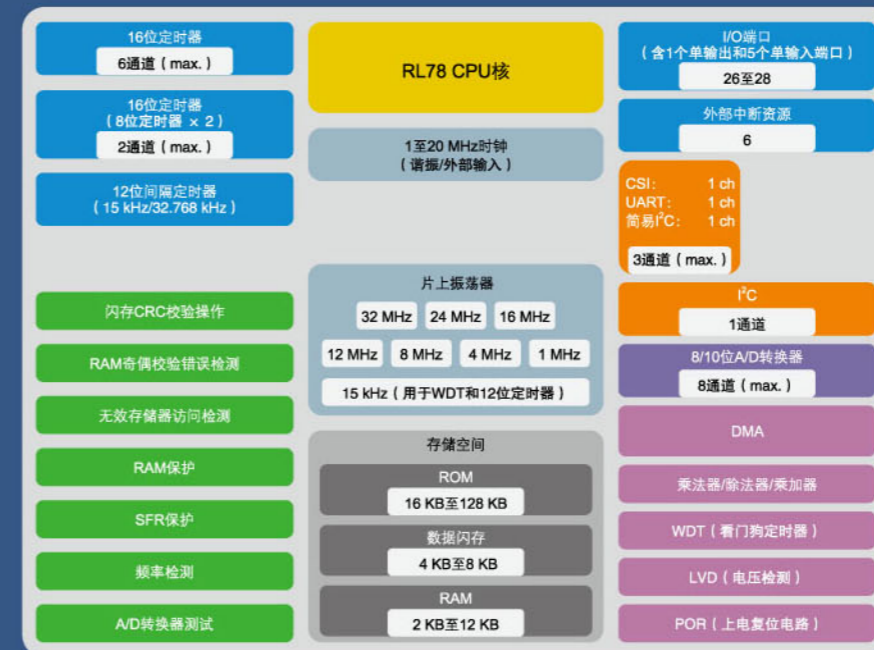 16位定时器
6通道（max.）
16位定时器
（8位定时器 × 2）
2通道（max.）
12位间隔定时器
（15 kHz/32.768 kHz）
闪存CRC校验操作
RAM奇偶校验错误检测
无效存储器访问检测
RAM保护
SFR保护
频率检测
A/D转换器测试
RL78 CPU核
1至20 MHz时钟
（谐振/外部输入）
片上振荡器
32 MHz 24 MHz 16 MHz
12 MHz 8 MHz 4 MHz 1 MHz
15 kHz（用于WDT和12位定时器）
存储空间
ROM
16 KB至128 KB
数据闪存
4 KB至8 KB
RAM
2 KB至12 KB
I/O端口
（含1个单输出和5个单输入端口）
26至28
外部中断资源
6
CSI： 1 ch
UART： 1 ch
简易I²C： 1 ch
3通道（max.）
I²C
1通道
8/10位A/D转换器
8通道（max.）
DMA
乘法器/除法器/乘加器
WDT（看门狗定时器）
LVD（电压检测）
POR（上电复位电路）